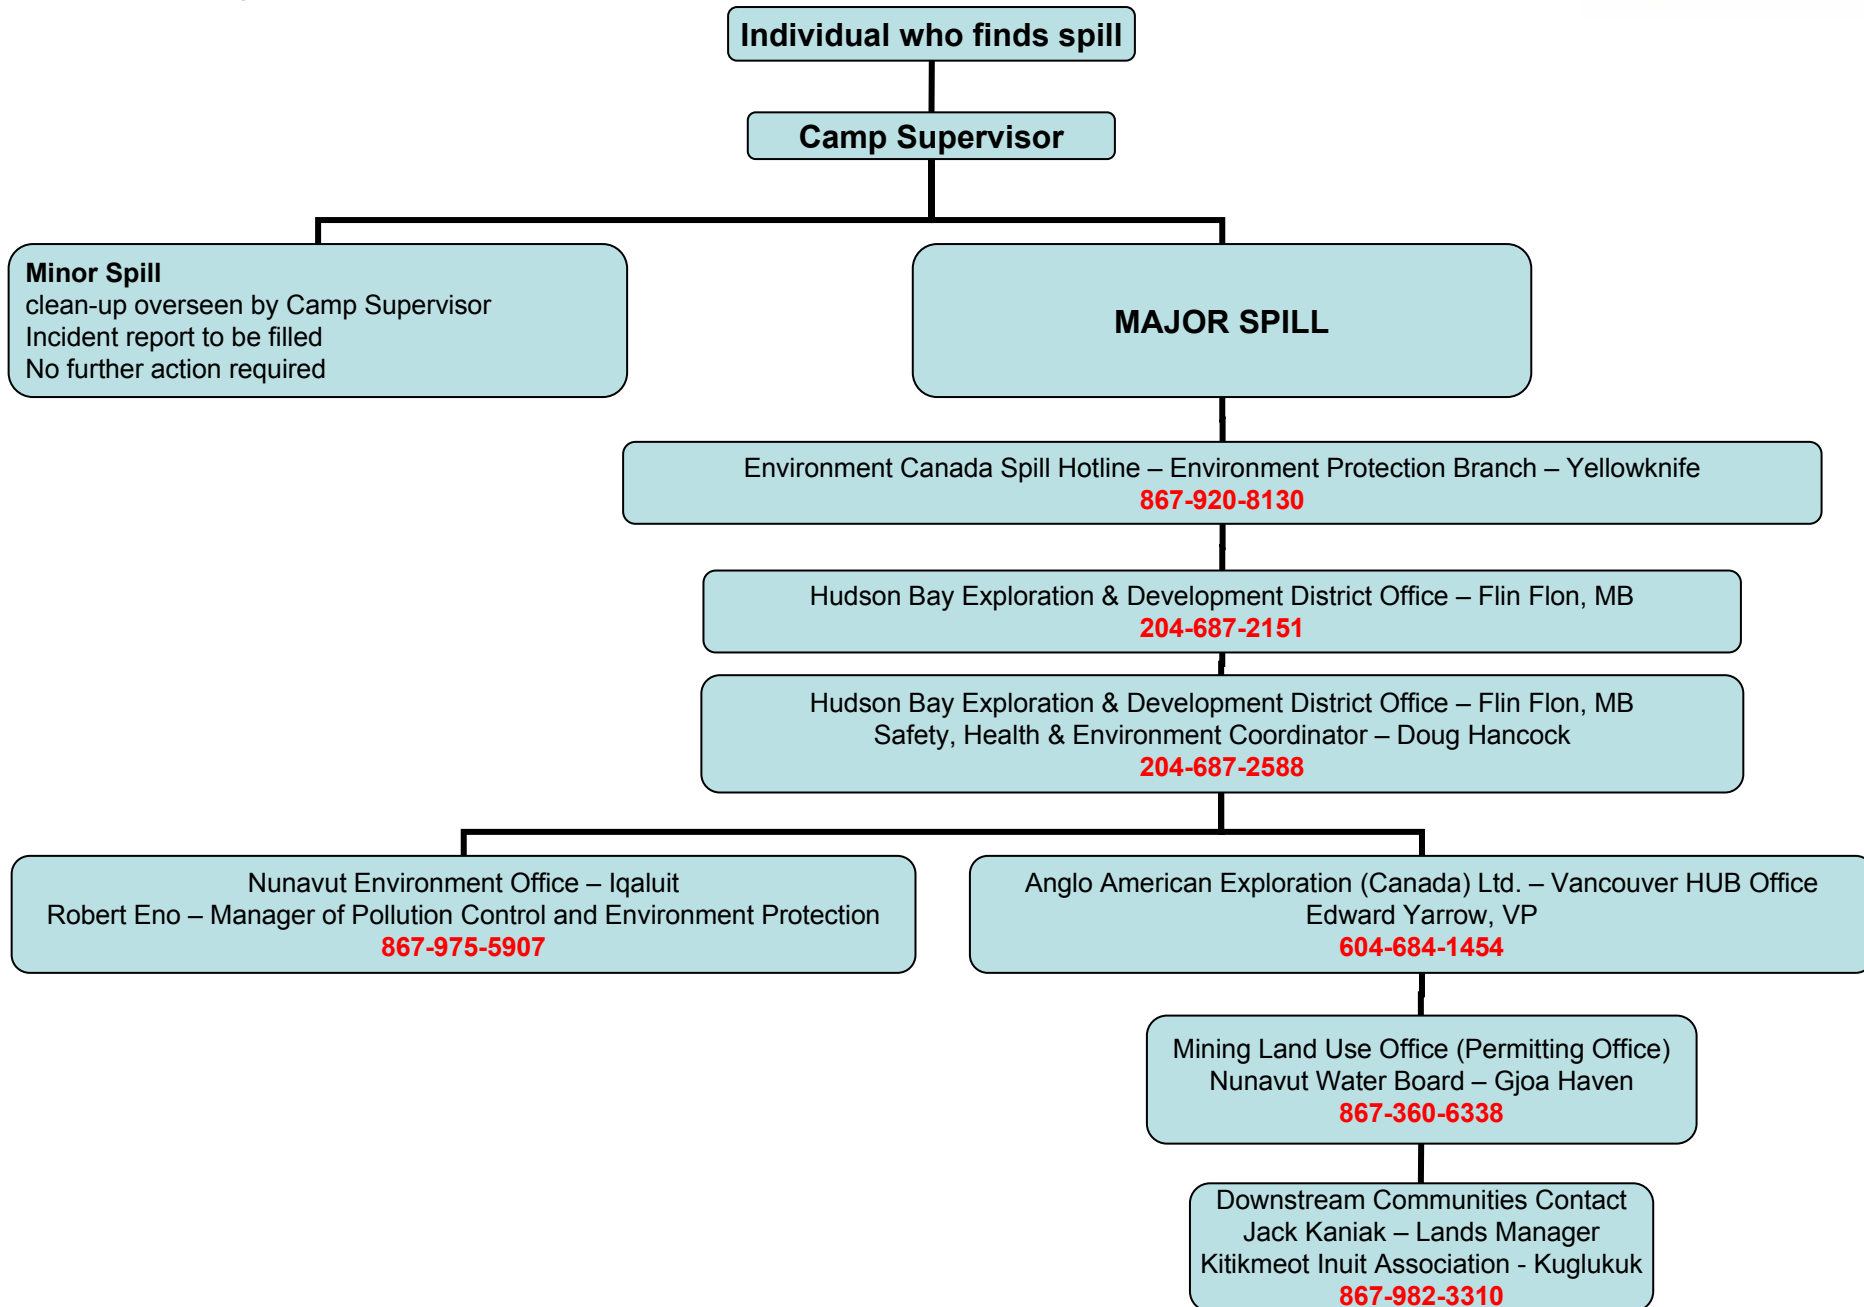 Individual who finds spill
Camp Supervisor
Minor Spill
clean-up overseen by Camp Supervisor
Incident report to be filled
No further action required
MAJOR SPILL
Environment Canada Spill Hotline – Environment Protection Branch – Yellowknife
867-920-8130
Hudson Bay Exploration & Development District Office – Flin Flon, MB
204-687-2151
Hudson Bay Exploration & Development District Office – Flin Flon, MB
Safety, Health & Environment Coordinator – Doug Hancock
204-687-2588
Nunavut Environment Office – Iqaluit
Robert Eno – Manager of Pollution Control and Environment Protection
867-975-5907
Anglo American Exploration (Canada) Ltd. – Vancouver HUB Office
Edward Yarrow, VP
604-684-1454
Mining Land Use Office (Permitting Office)
Nunavut Water Board – Gjoa Haven
867-360-6338
Downstream Communities Contact
Jack Kaniak – Lands Manager
Kitikmeot Inuit Association - Kuglukuk
867-982-3310